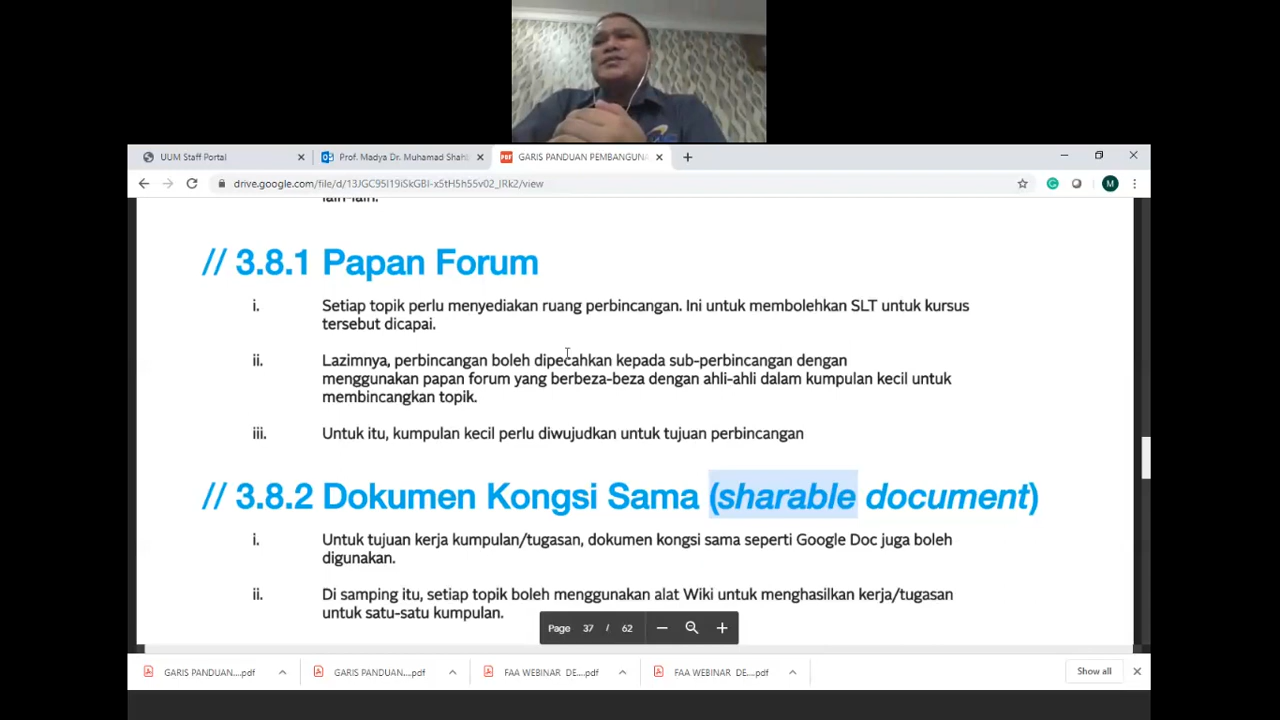 UUM Staff Portal
Prof. Madya Dr. Muhamad Shahb
GARIS PANDUAN PEMBANGUNA
drive.google.com/file/d/13JGC95I19iSkGBI-x5tH5h55v02_JRk2/view
M
lain-lain.
// 3.8.1 Papan Forum
i. Setiap topik perlu menyediakan ruang perbincangan. Ini untuk membolehkan SLT untuk kursus
tersebut dicapai.
ii. Lazimnya, perbincangan boleh dipecahkan kepada sub-perbincangan dengan
menggunakan papan forum yang berbeza-beza dengan ahli-ahli dalam kumpulan kecil untuk
membincangkan topik.
iii. Untuk itu, kumpulan kecil perlu diwujudkan untuk tujuan perbincangan
// 3.8.2 Dokumen Kongsi Sama (sharable document)
i. Untuk tujuan kerja kumpulan/tugasan, dokumen kongsi sama seperti Google Doc juga boleh
digunakan.
ii. Di samping itu, setiap topik boleh menggunakan alat Wiki untuk menghasilkan kerja/tugasan
untuk satu-satu kumpulan.
Page 37 / 62
GARIS PANDUAN....pdf
GARIS PANDUAN....pdf
FAA WEBINAR DE....pdf
FAA WEBINAR DE....pdf
Show all